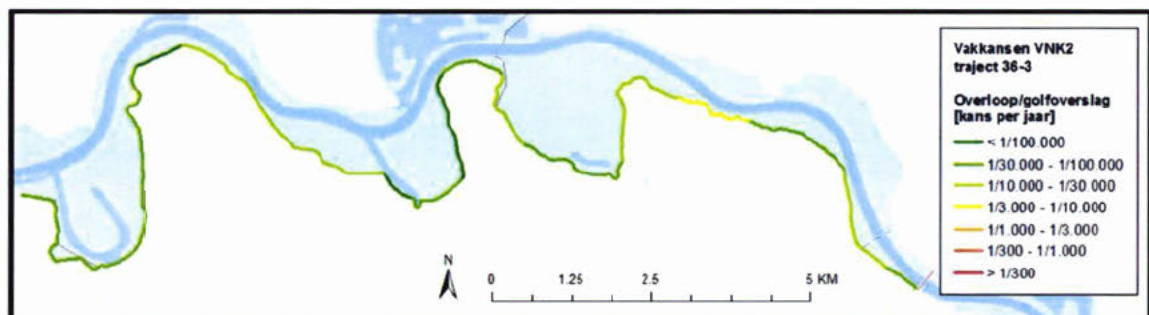 Vakkansen VNK2
traject 36-3
Overloop/golfoverslag
[kans per jaar]
< 1/100.000
1/30.000 - 1/100.000
1/10.000 - 1/30.000
1/3.000 - 1/10.000
1/1.000 - 1/3.000
1/300 - 1/1.000
> 1/300
N
0 1.25 2.5 5 KM